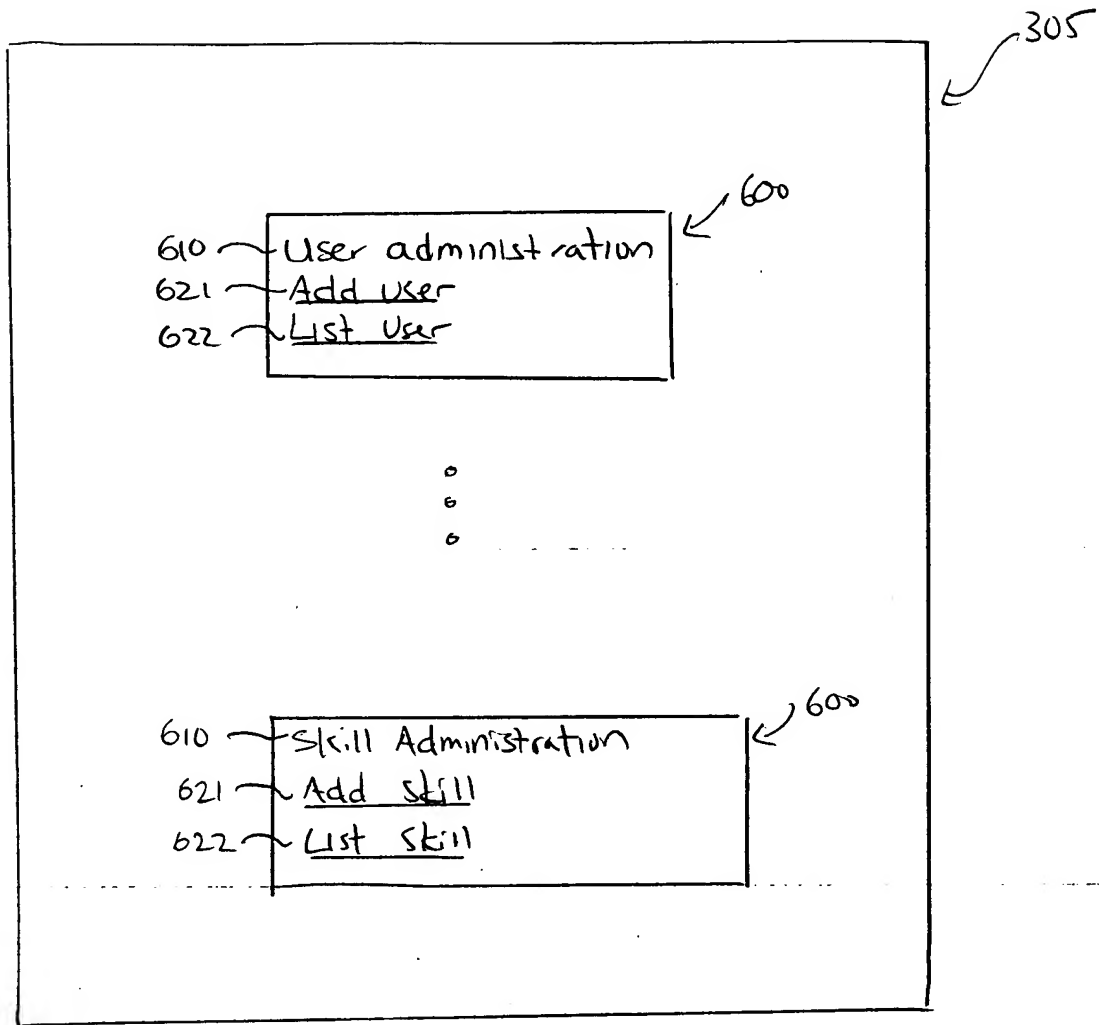 305
600
610 User administration
621 Add user
622 List User
600
610 Skill Administration
621 Add skill
622 List skill